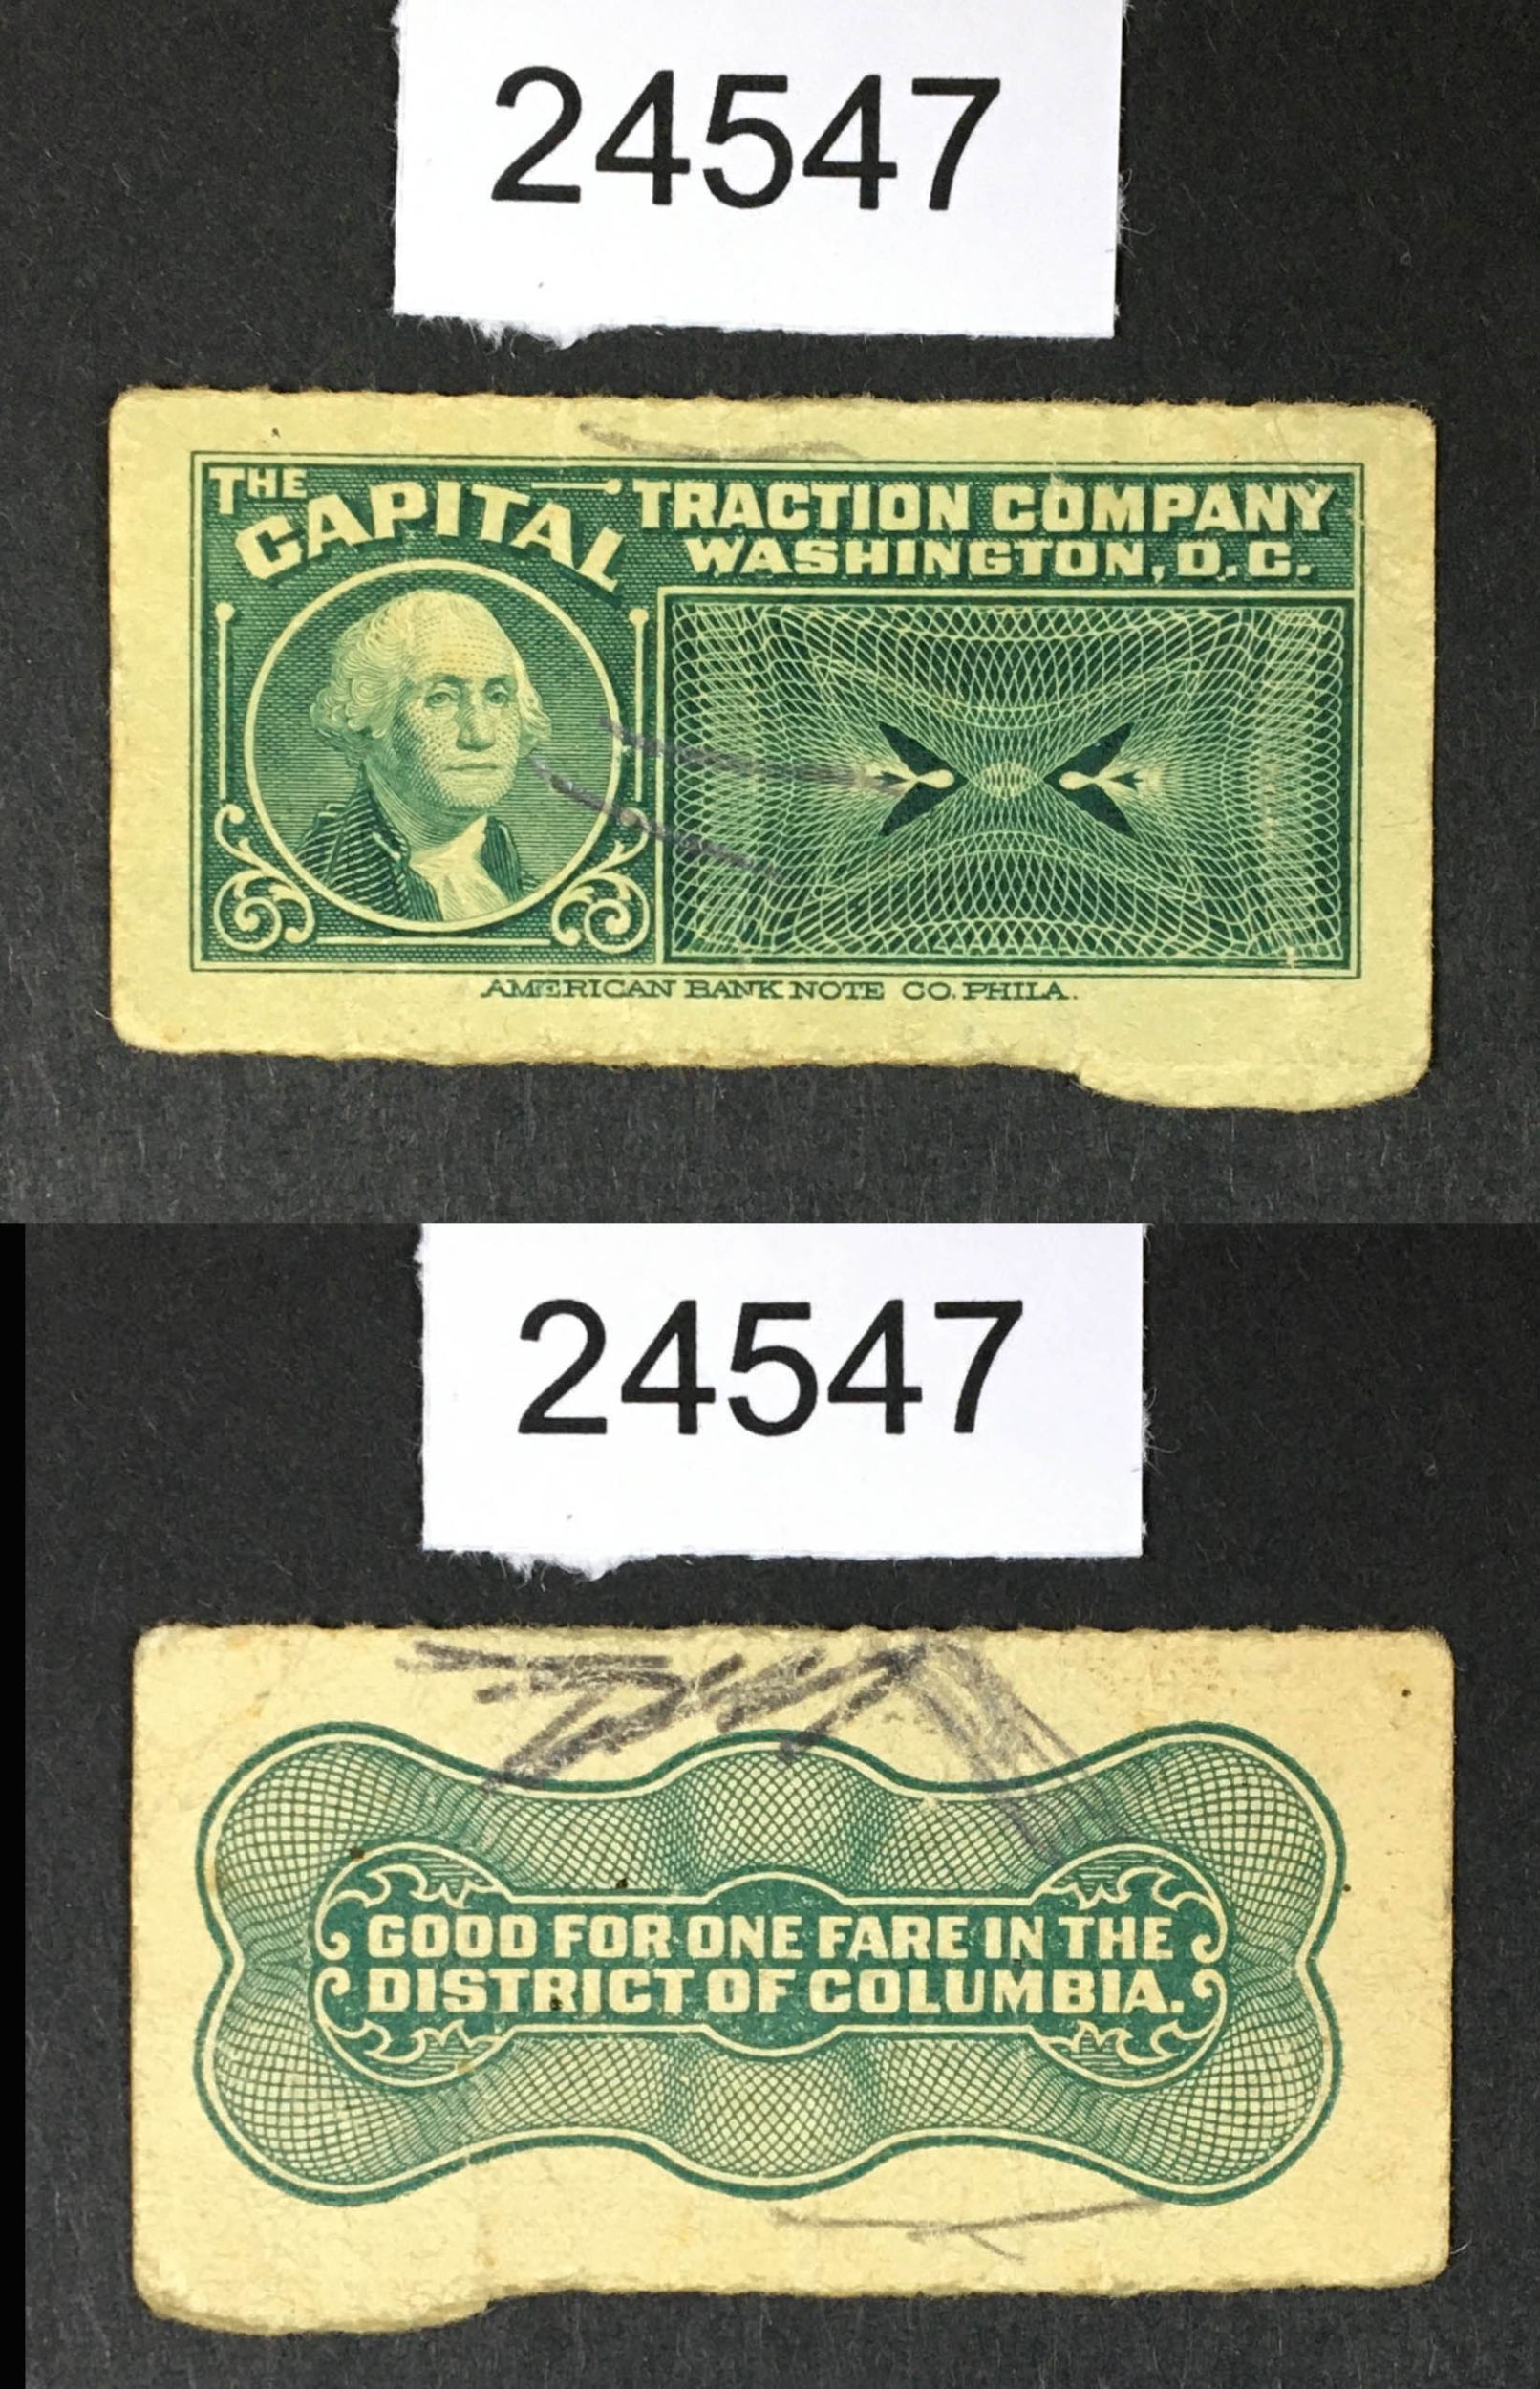 24547
THE CAPITAL TRACTION COMPANY
WASHINGTON, D.C.
AMERICAN BANK NOTE CO. PHILA.
24547
GOOD FOR ONE FARE IN THE
DISTRICT OF COLUMBIA.